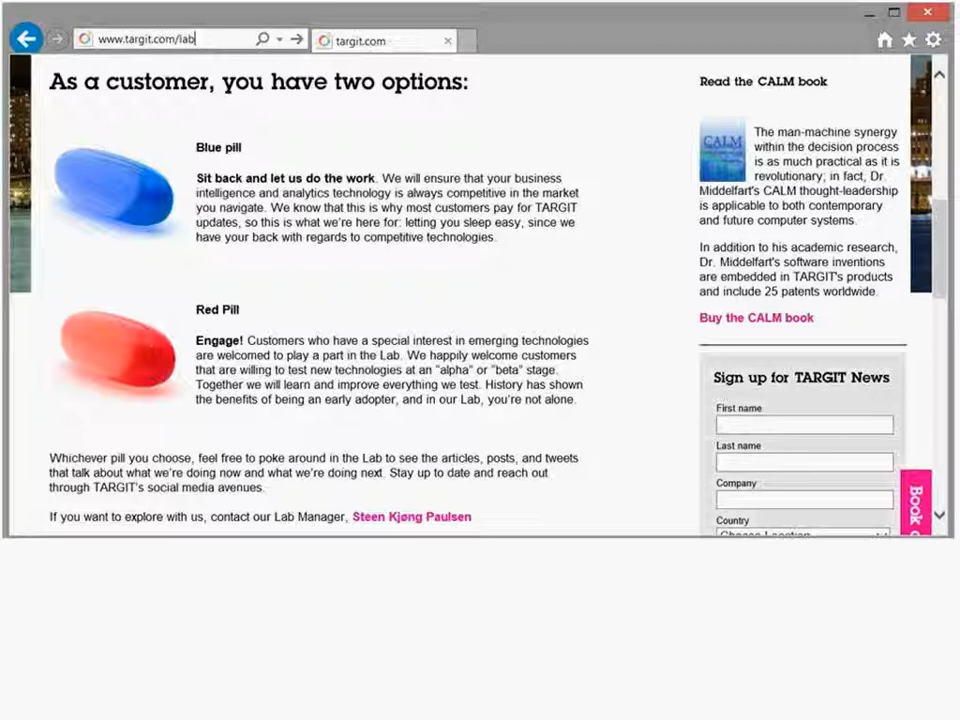 www.targit.com/lab
targit.com
As a customer, you have two options:
Blue pill
Sit back and let us do the work. We will ensure that your business
intelligence and analytics technology is always competitive in the market
you navigate. We know that this is why most customers pay for TARGIT
updates, so this is what we're here for: letting you sleep easy, since we
have your back with regards to competitive technologies.
Red Pill
Engage! Customers who have a special interest in emerging technologies
are welcomed to play a part in the Lab. We happily welcome customers
that are willing to test new technologies at an "alpha" or "beta" stage.
Together we will learn and improve everything we test. History has shown
the benefits of being an early adopter, and in our Lab, you're not alone.
Whichever pill you choose, feel free to poke around in the Lab to see the articles, posts, and tweets
that talk about what we're doing now and what we're doing next. Stay up to date and reach out
through TARGIT's social media avenues.
If you want to explore with us, contact our Lab Manager, Steen Kjøng Paulsen
Read the CALM book
CALM
The man-machine synergy
within the decision process
is as much practical as it is
revolutionary; in fact, Dr.
Middelfart's CALM thought-leadership
is applicable to both contemporary
and future computer systems.
In addition to his academic research,
Dr. Middelfart's software inventions
are embedded in TARGIT's products
and include 25 patents worldwide.
Buy the CALM book
Sign up for TARGIT News
First name
Last name
Company
Country
Choose Location
Book